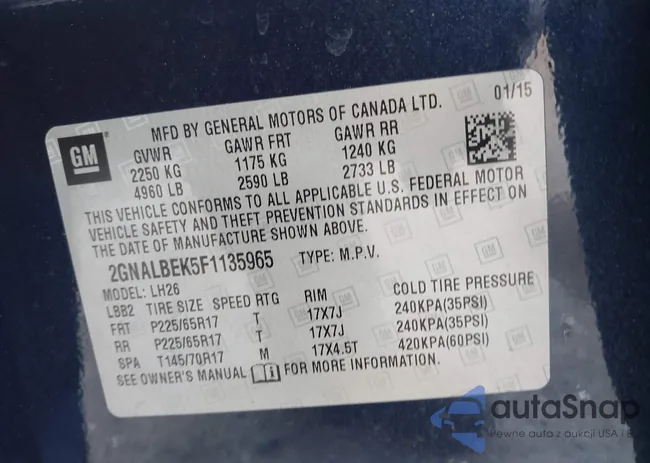 GM
MFD BY GENERAL MOTORS OF CANADA LTD. 01/15
GVWR GAWR FRT GAWR RR
2250 KG 1175 KG 1240 KG
4960 LB 2590 LB 2733 LB
THIS VEHICLE CONFORMS TO ALL APPLICABLE U.S. FEDERAL MOTOR
VEHICLE SAFETY AND THEFT PREVENTION STANDARDS IN EFFECT ON
THE DATE OF MANUFACTURE SHOWN ABOVE.
2GNALBEK5F1135965 TYPE: M.P.V.
MODEL: LH26
LBB2 TIRE SIZE SPEED RTG RIM COLD TIRE PRESSURE
FRT P225/65R17 T 17X7J 240KPA(35PSI)
RR P225/65R17 T 17X7J 240KPA(35PSI)
SPA T145/70R17 M 17X4.5T 420KPA(60PSI)
SEE OWNER'S MANUAL FOR MORE INFORMATION.
autaSnap
Pewne auto z aukcji USA i